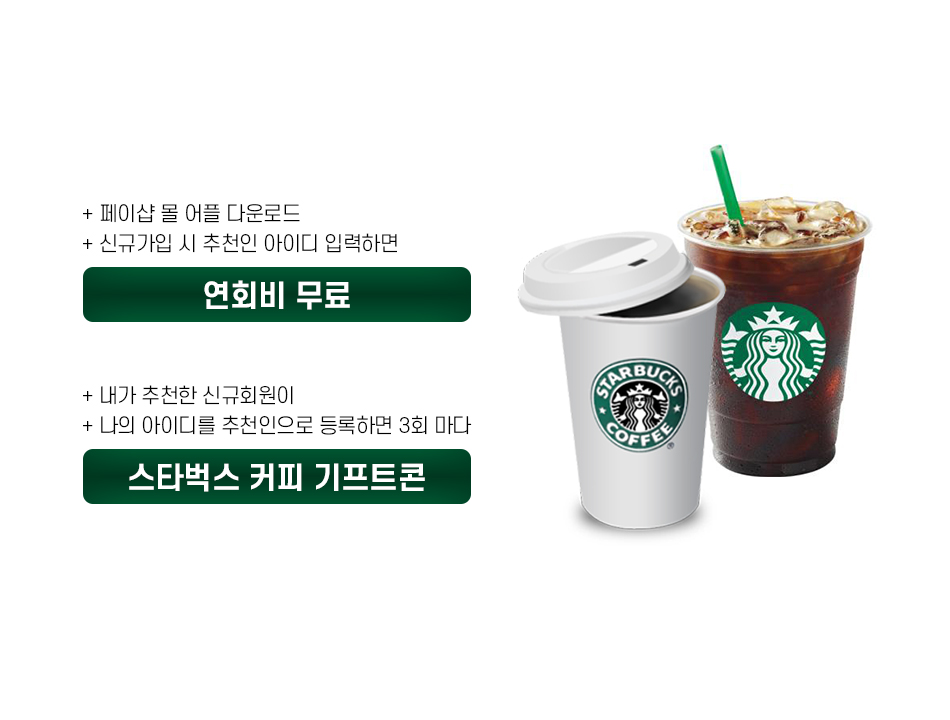 + 페이샵 몰 어플 다운로드
+ 신규가입 시 추천인 아이디 입력하면
연회비 무료
+ 내가 추천한 신규회원이
+ 나의 아이디를 추천인으로 등록하면 3회 마다
스타벅스 커피 기프트콘
STARBUCKS
COFFEE
®